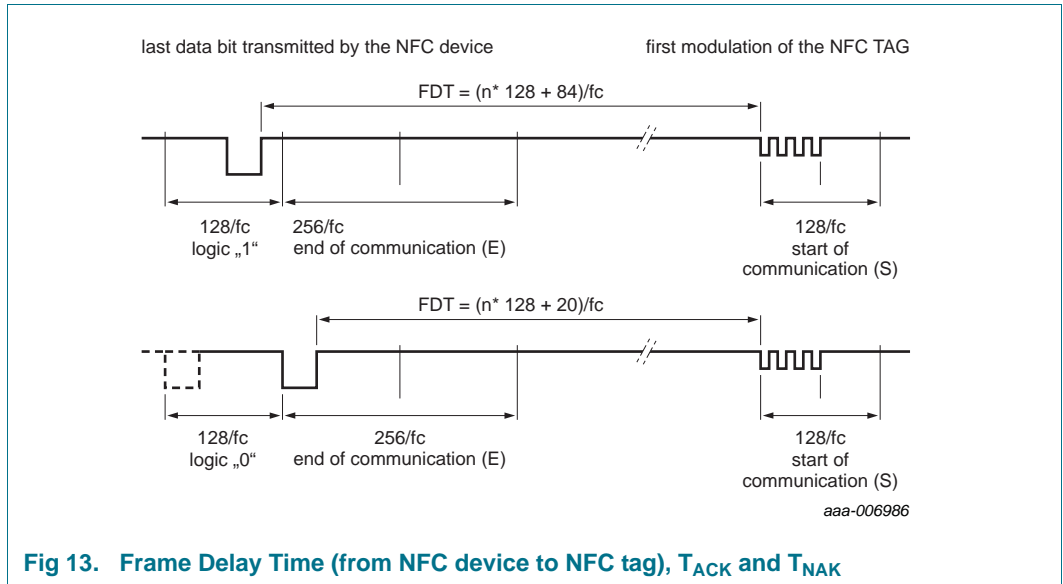 last data bit transmitted by the NFC device
first modulation of the NFC TAG
FDT = (n* 128 + 84)/fc
128/fc
logic „1“
256/fc
end of communication (E)
128/fc
start of
communication (S)
FDT = (n* 128 + 20)/fc
128/fc
logic „0“
256/fc
end of communication (E)
128/fc
start of
communication (S)
aaa-006986
Fig 13. Frame Delay Time (from NFC device to NFC tag), TACK and TNAK